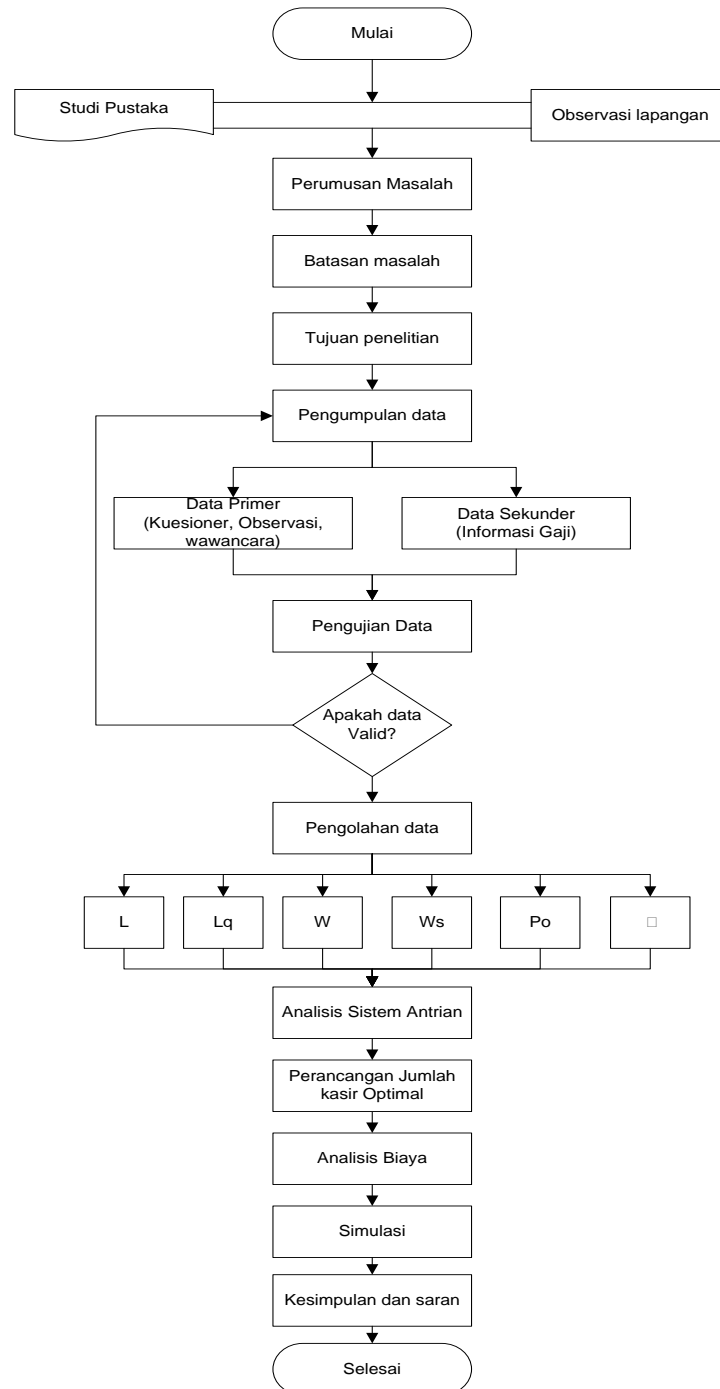 Mulai
Studi Pustaka
Observasi lapangan
Perumusan Masalah
Batasan masalah
Tujuan penelitian
Pengumpulan data
Data Primer
(Kuesioner, Observasi,
wawancara)
Data Sekunder
(Informasi Gaji)
Pengujian Data
Apakah data
Valid?
Pengolahan data
L
Lq
W
Ws
Po
Analisis Sistem Antrian
Perancangan Jumlah
kasir Optimal
Analisis Biaya
Simulasi
Kesimpulan dan saran
Selesai